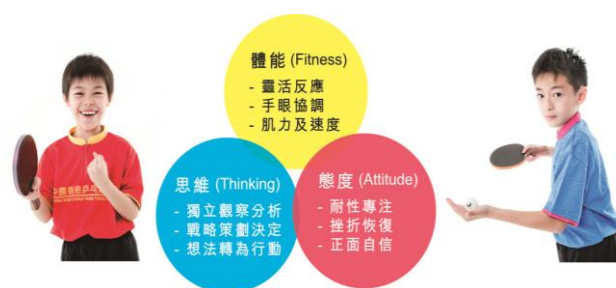 體能 (Fitness)
- 靈活反應
- 手眼協調
- 肌力及速度
思維 (Thinking)
- 獨立觀察分析
- 戰略策劃決定
- 想法轉為行動
態度 (Attitude)
- 耐性專注
- 挫折恢復
- 正面自信